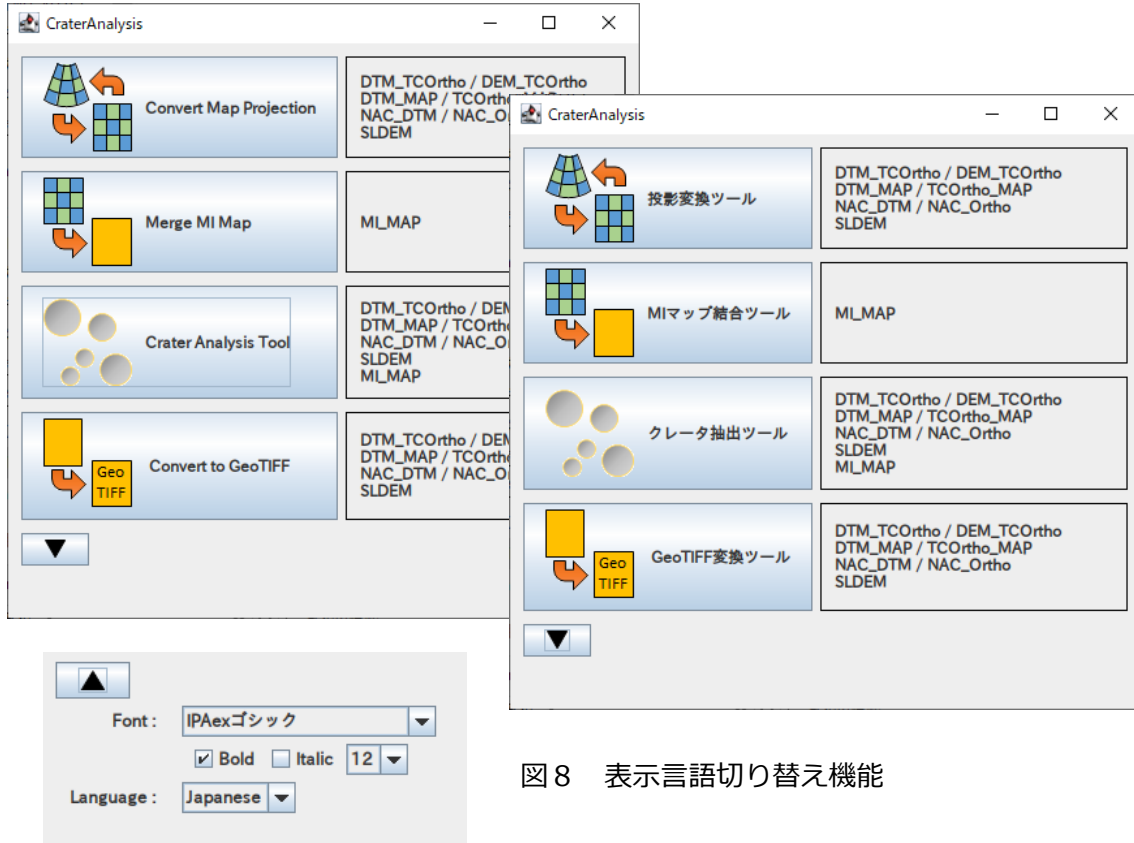 CraterAnalysis
Convert Map Projection
DTM_TCOrtho / DEM_TCOrtho
DTM_MAP / TCOrtho_MAP
NAC_DTM / NAC_O
SLDEM
Merge MI Map
MI_MAP
Crater Analysis Tool
DTM_TCOrtho / DEM
DTM_MAP / TCOrtho
NAC_DTM / NAC_O
SLDEM
MI_MAP
Geo
TIFF
Convert to GeoTIFF
DTM_TCOrtho / DEM
DTM_MAP / TCOrtho
NAC_DTM / NAC_O
SLDEM
▼
CraterAnalysis
投影変換ツール
DTM_TCOrtho / DEM_TCOrtho
DTM_MAP / TCOrtho_MAP
NAC_DTM / NAC_Ortho
SLDEM
MIマップ結合ツール
MI_MAP
クレータ抽出ツール
DTM_TCOrtho / DEM_TCOrtho
DTM_MAP / TCOrtho_MAP
NAC_DTM / NAC_Ortho
SLDEM
MI_MAP
Geo
TIFF
GeoTIFF変換ツール
DTM_TCOrtho / DEM_TCOrtho
DTM_MAP / TCOrtho_MAP
NAC_DTM / NAC_Ortho
SLDEM
▼
▲
Font : IPAexゴシック
Bold Italic 12
Language : Japanese
図８　表示言語切り替え機能